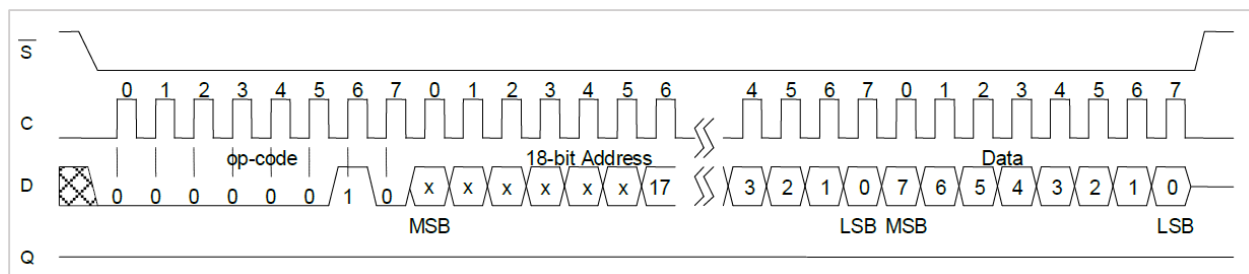 S
0 1 2 3 4 5 6 7 0 1 2 3 4 5 6 4 5 6 7 0 1 2 3 4 5 6 7
C
op-code 18-bit Address Data
D 0 0 0 0 0 0 1 0 x x x x x x 17 3 2 1 0 7 6 5 4 3 2 1 0
MSB LSB MSB LSB
Q